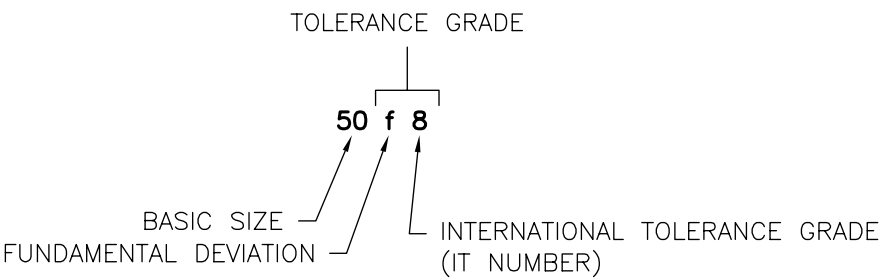 TOLERANCE GRADE
50 f 8
BASIC SIZE
FUNDAMENTAL DEVIATION
INTERNATIONAL TOLERANCE GRADE
(IT NUMBER)